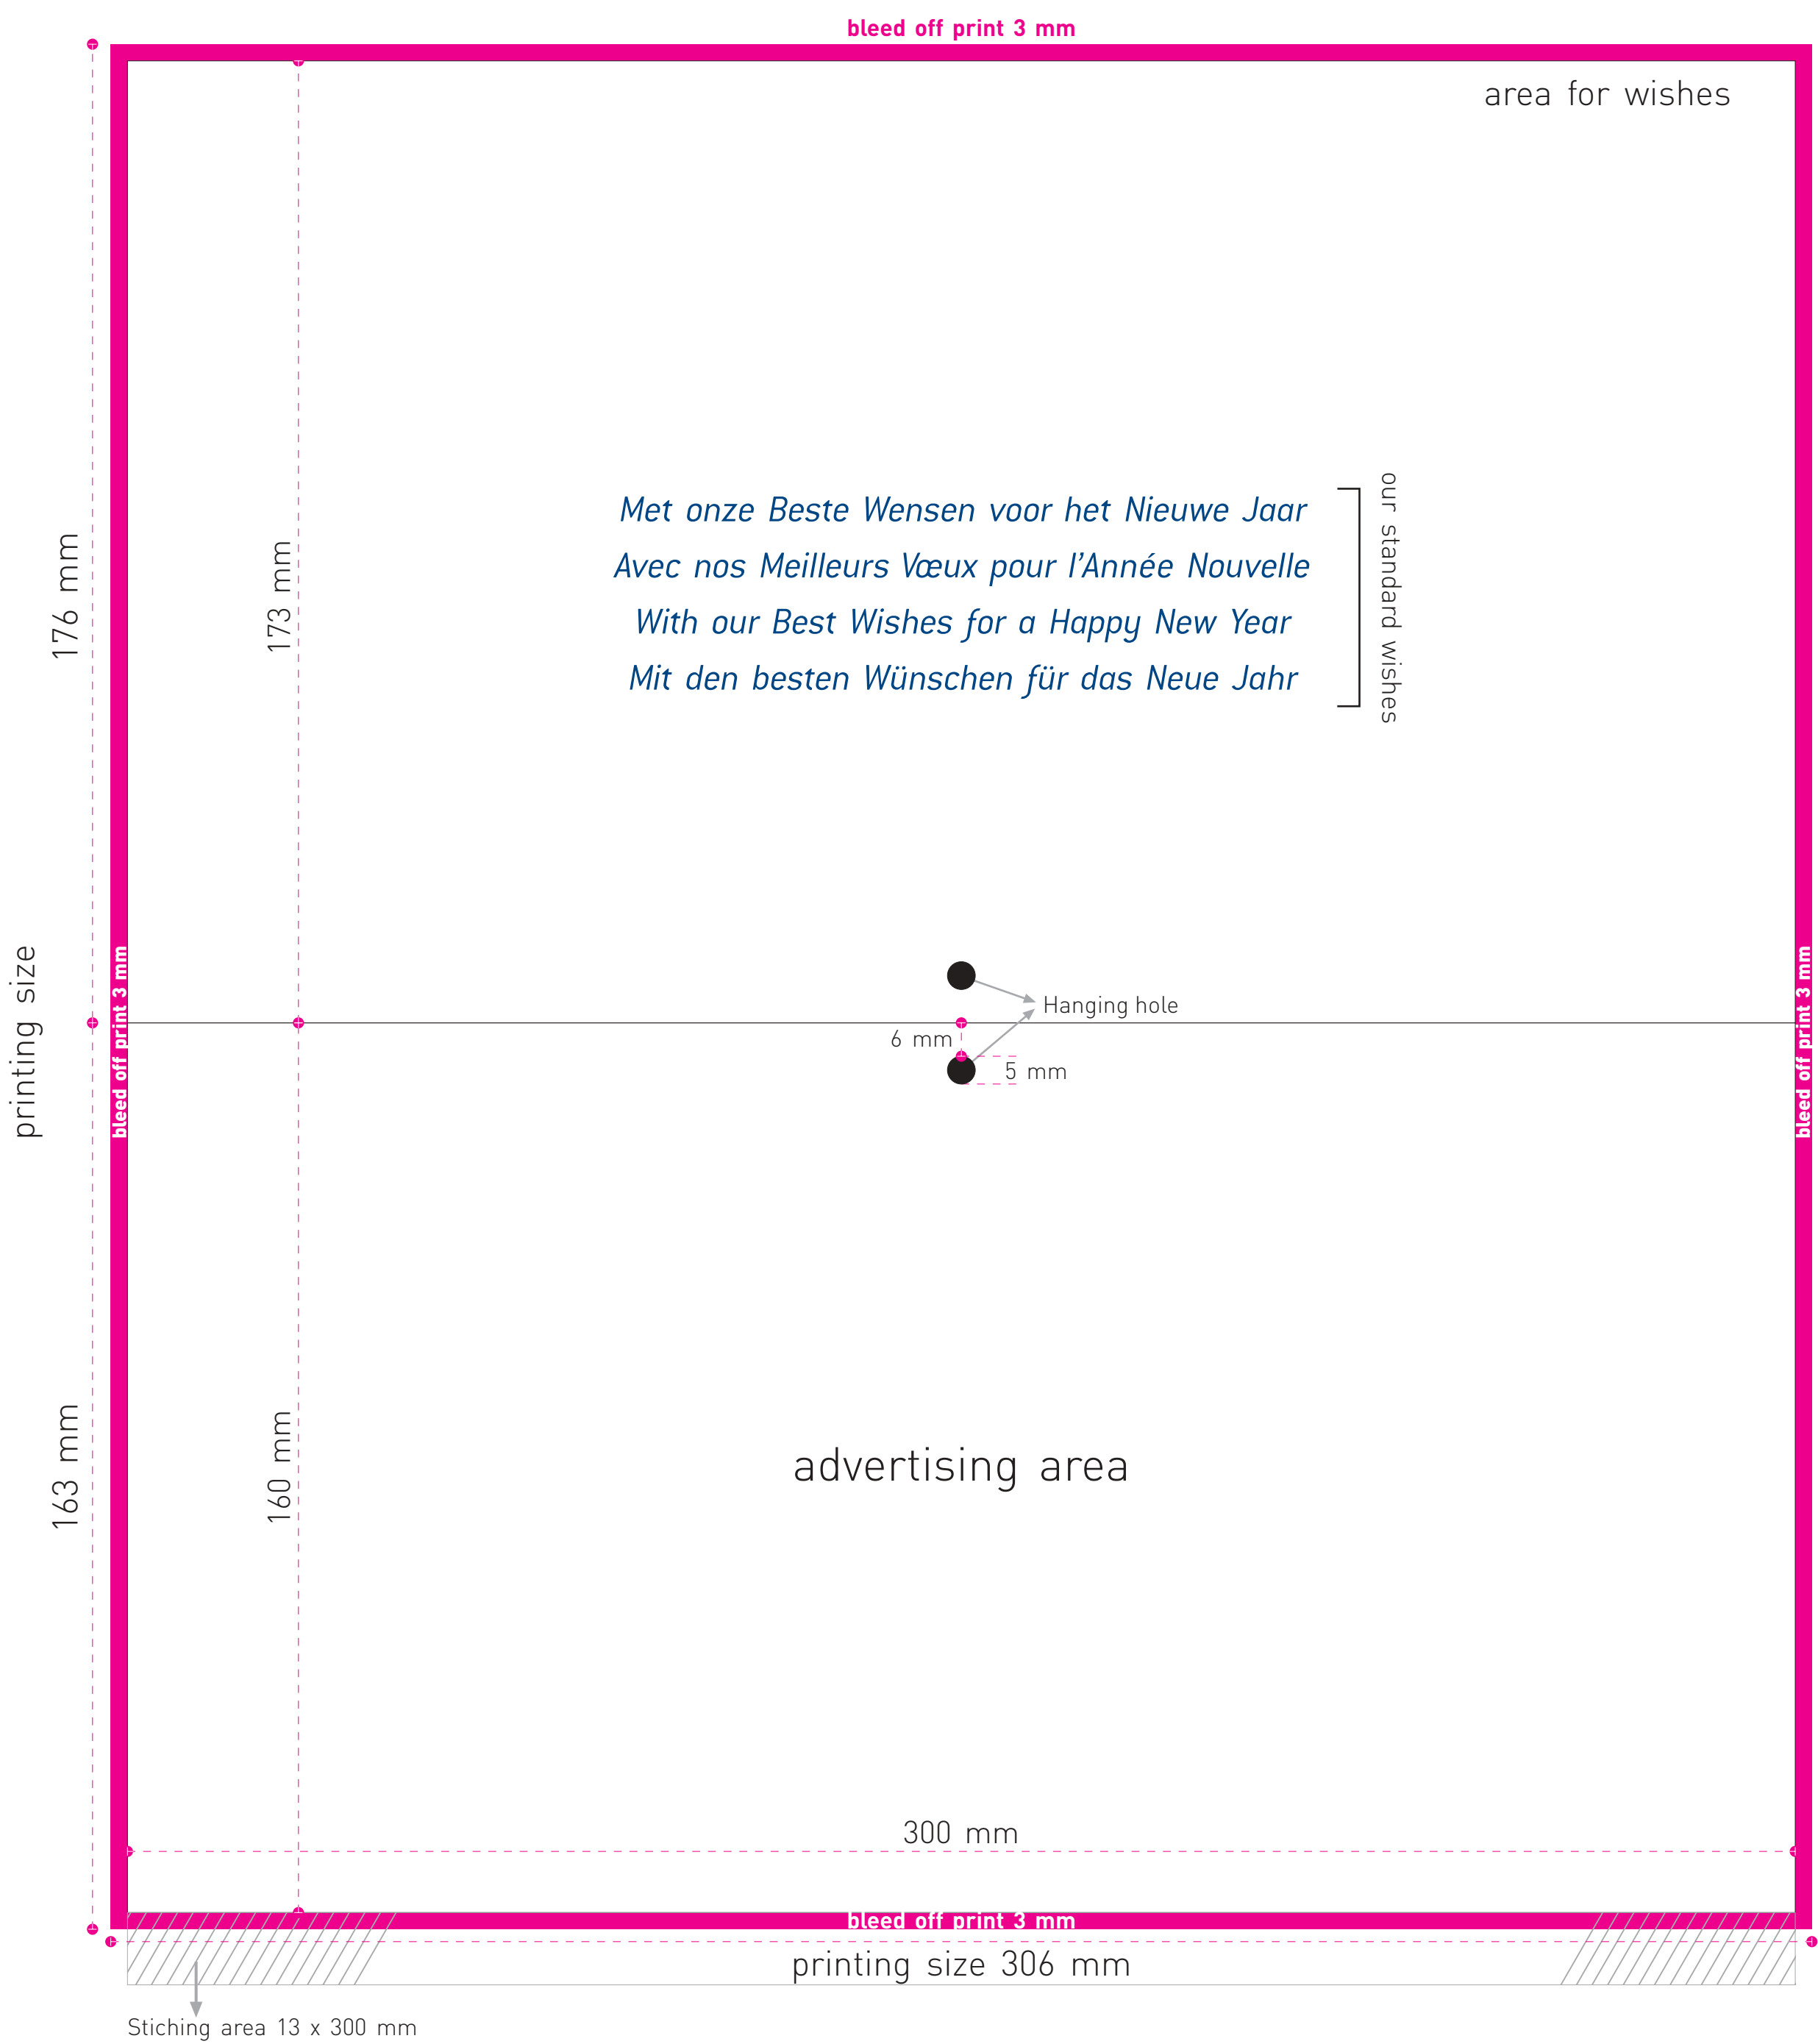 bleed off print 3 mm
area for wishes
176 mm
173 mm
Met onze Beste Wensen voor het Nieuwe Jaar
Avec nos Meilleurs Vœux pour l’Année Nouvelle
With our Best Wishes for a Happy New Year
Mit den besten Wünschen für das Neue Jahr
our standard wishes
printing size
bleed off print 3 mm
Hanging hole
6 mm
5 mm
bleed off print 3 mm
163 mm
160 mm
advertising area
300 mm
bleed off print 3 mm
printing size 306 mm
Stiching area 13 x 300 mm